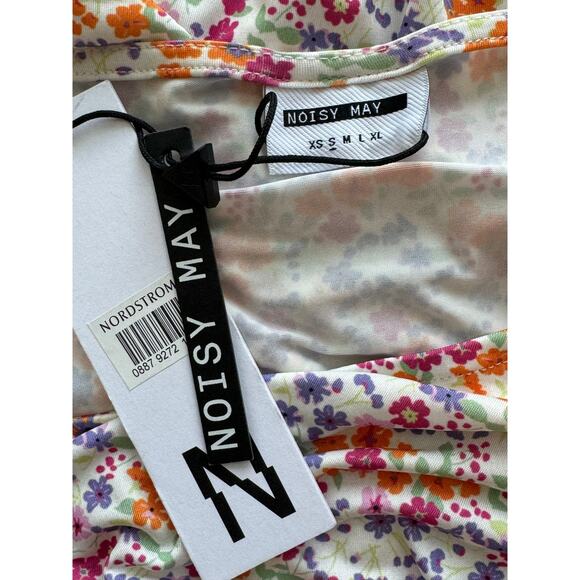 NOISY MAY
XS S M L XL
NOISY MAY
NORDSTROM
0887 9272
N